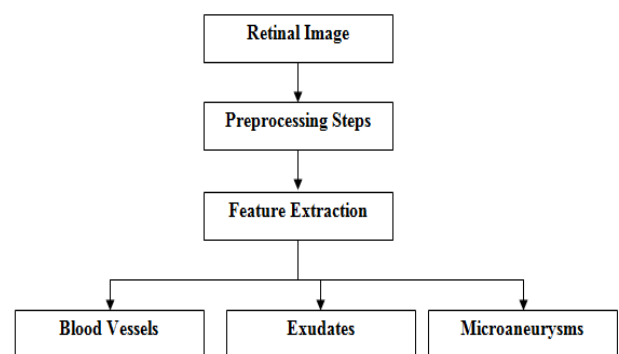 Retinal Image
Preprocessing Steps
Feature Extraction
Blood Vessels
Exudates
Microaneurysms